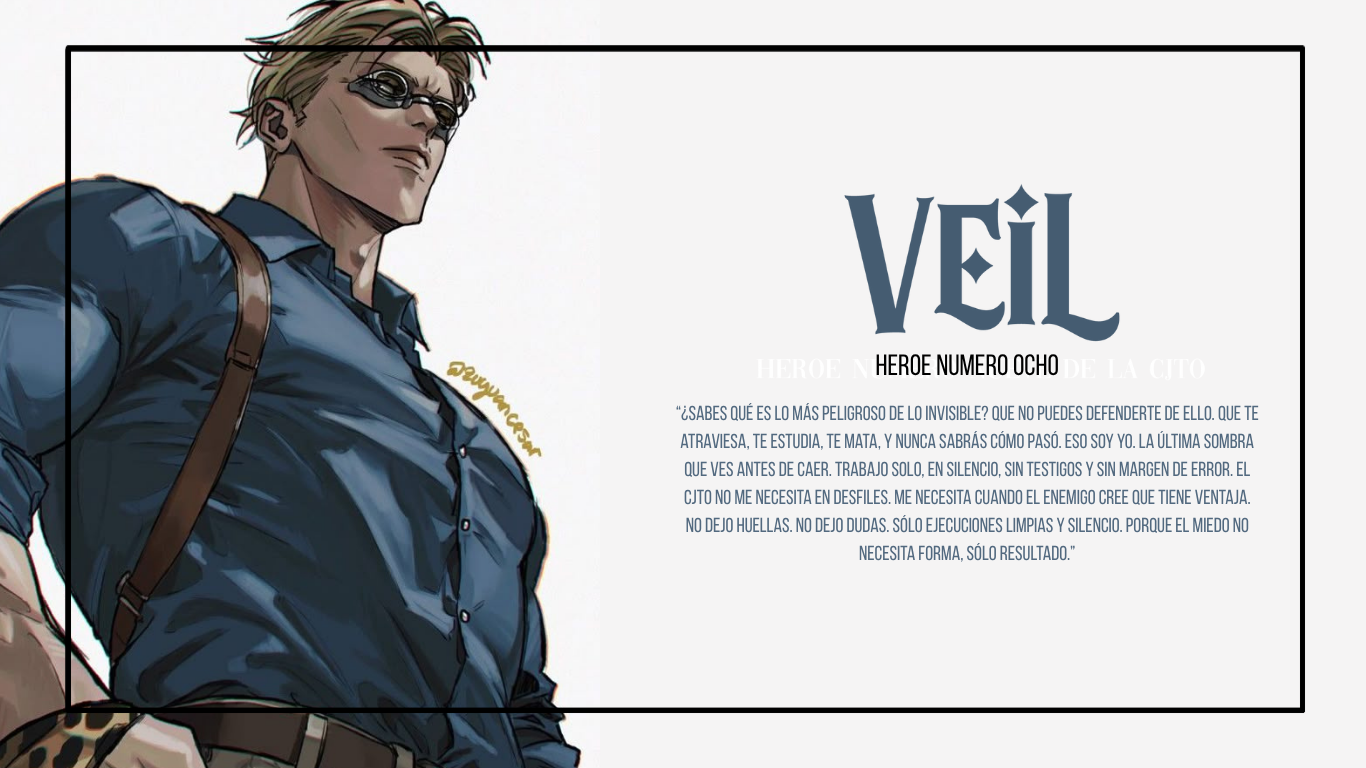 VEiL
HEROE NUMERO OCHO
HEROE DE LA CJTO
“¿SABES QUÉ ES LO MÁS PELIGROSO DE LO INVISIBLE? QUE NO PUEDES DEFENDERTE DE ELLO. QUE TE
ATRAVIESA, TE ESTUDIA, TE MATA, Y NUNCA SABRÁS CÓMO PASÓ. ESO SOY YO. LA ÚLTIMA SOMBRA
QUE VES ANTES DE CAER. TRABAJO SOLO, EN SILENCIO, SIN TESTIGOS Y SIN MARGEN DE ERROR. EL
CJTO NO ME NECESITA EN DESFILES. ME NECESITA CUANDO EL ENEMIGO CREE QUE TIENE VENTAJA.
NO DEJO HUELLAS. NO DEJO DUDAS. SÓLO EJECUCIONES LIMPIAS Y SILENCIO. PORQUE EL MIEDO NO
NECESITA FORMA, SÓLO RESULTADO.”